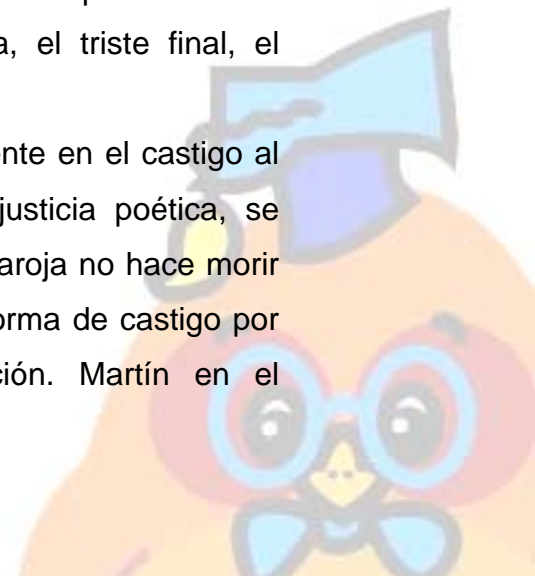 a, el triste final, el
ente en el castigo al
justicia poética, se
aroja no hace morir
orma de castigo por
ción. Martín en el